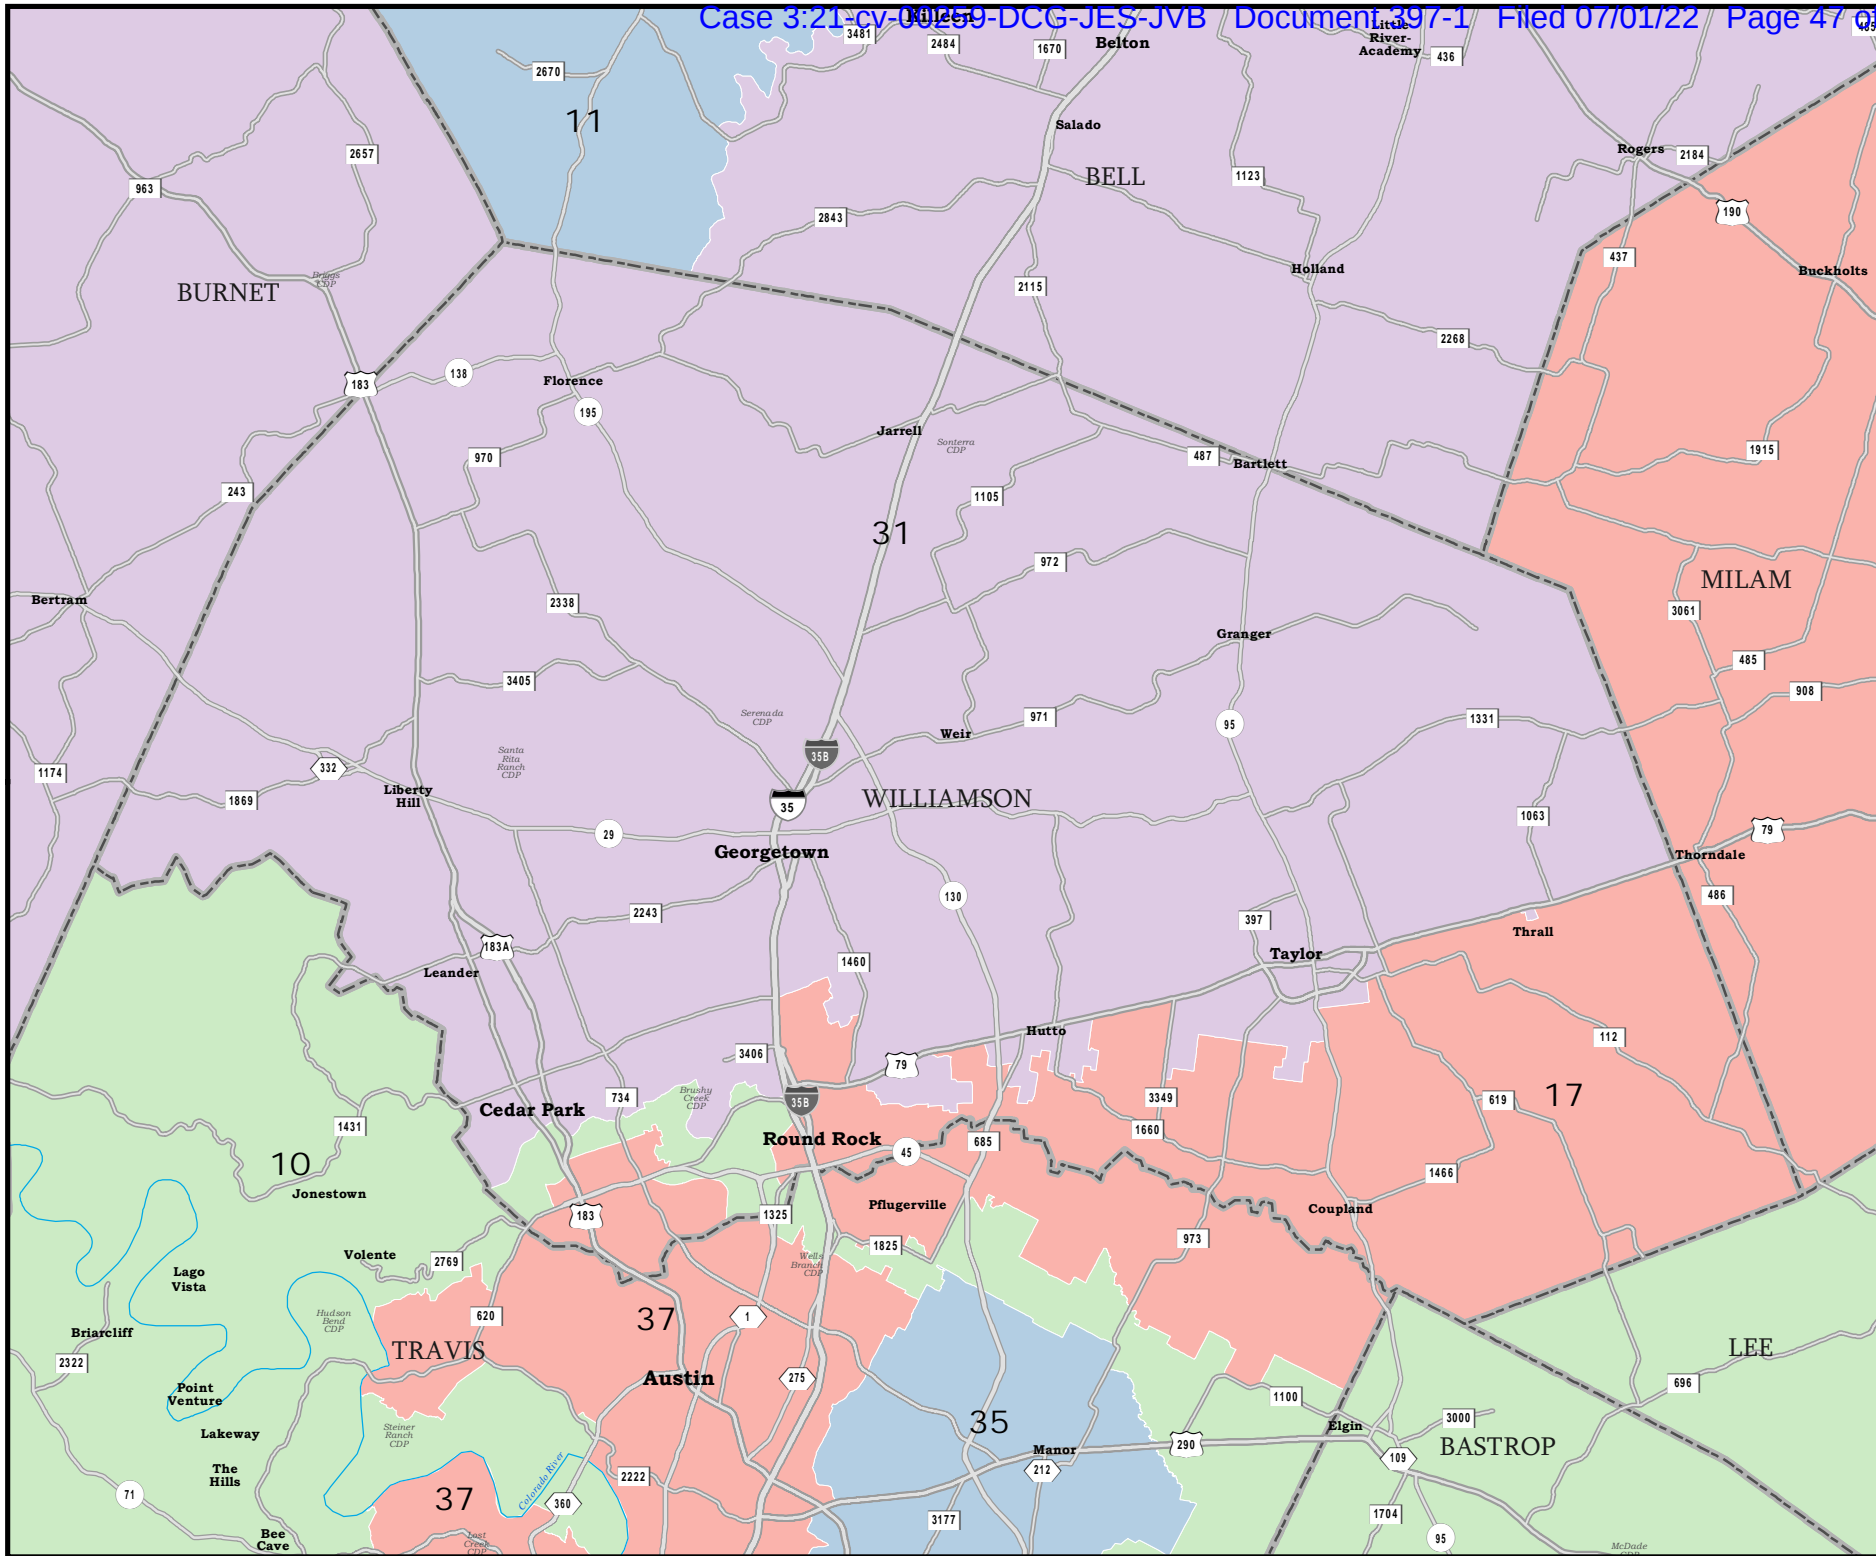 Case 3:21-cv-00259-DCG-JES-JVB Document 397-1 Filed 07/01/22 Page 47 of
Killeen
3481
2484
1670
Belton
Little
River-
Academy
436
485
2670
11
Salado
2657
963
BELL
1123
Rogers
2184
190
2843
437
Holland
Buckholts
Briggs
CDP
BURNET
2115
2268
183
138
Florence
195
Jarrell
Sonterra
CDP
970
487
Bartlett
1915
243
1105
31
972
MILAM
Bertram
2338
3061
Granger
485
3405
908
Serenada
CDP
971
95
1331
Weir
35B
Santa
Rita
Ranch
CDP
1174
332
Liberty
Hill
1869
35
WILLIAMSON
1063
79
29
Georgetown
Thorndale
130
486
2243
397
Thrall
183A
Leander
1460
Taylor
Hutto
112
3406
79
Brushy
Creek
CDP
734
35B
Cedar Park
3349
619
17
1431
Round Rock
685
1660
45
10
Jonestown
1466
Pflugerville
Coupland
183
1325
973
1825
Volente
2769
Wells
Branch
CDP
Lago
Vista
Hudson
Bend
CDP
620
37
1
Briarcliff
TRAVIS
LEE
2322
Austin
275
696
Point
Venture
1100
35
3000
Elgin
Lakeway
Steiner
Ranch
CDP
Manor
290
BASTROP
109
The
Hills
212
2222
Colorado River
71
37
360
3177
1704
95
Bee
Cave
Lost
Creek
CDP
McDade
CDP